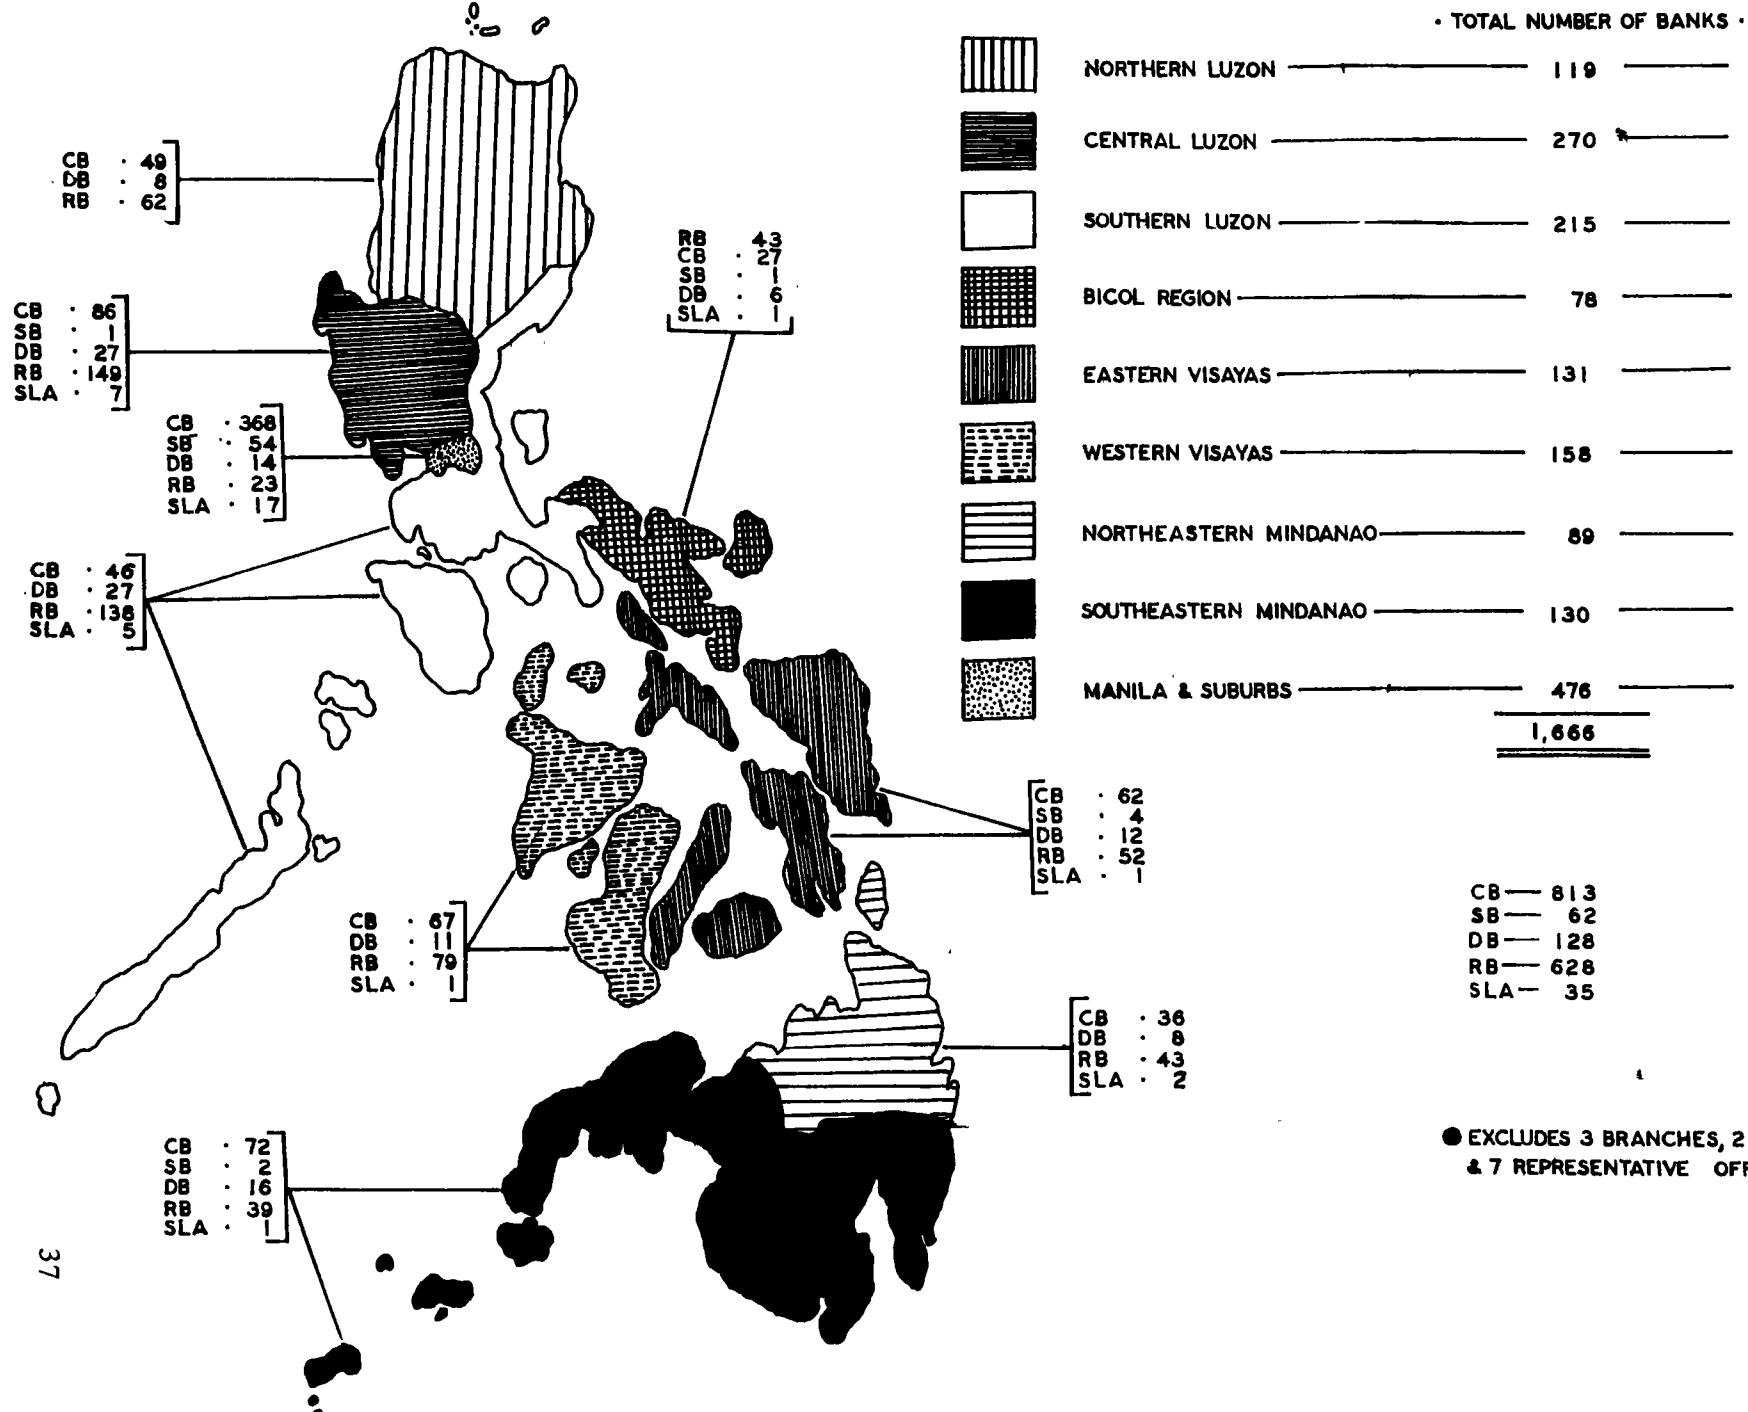 · TOTAL NUMBER OF BANKS ·
NORTHERN LUZON 119
CENTRAL LUZON 270
SOUTHERN LUZON 215
BICOL REGION 78
EASTERN VISAYAS 131
WESTERN VISAYAS 158
NORTHEASTERN MINDANAO 89
SOUTHEASTERN MINDANAO 130
MANILA & SUBURBS 476
1,666
CB · 49
DB · 8
RB · 62
RB 43
CB · 27
SB · 1
DB · 6
SLA · 1
CB · 86
SB · 1
DB · 27
RB · 149
SLA · 7
CB · 368
SB · 54
DB · 14
RB · 23
SLA · 17
CB · 46
DB · 27
RB · 138
SLA · 5
CB · 62
SB · 4
DB · 12
RB · 52
SLA · 1
CB · 67
DB · 11
RB · 79
SLA · 1
CB — 813
SB — 62
DB — 128
RB — 628
SLA — 35
CB · 36
DB · 8
RB · 43
SLA · 2
CB · 72
SB · 2
DB · 16
RB · 39
SLA · 1
● EXCLUDES 3 BRANCHES, 2
& 7 REPRESENTATIVE OFF
37